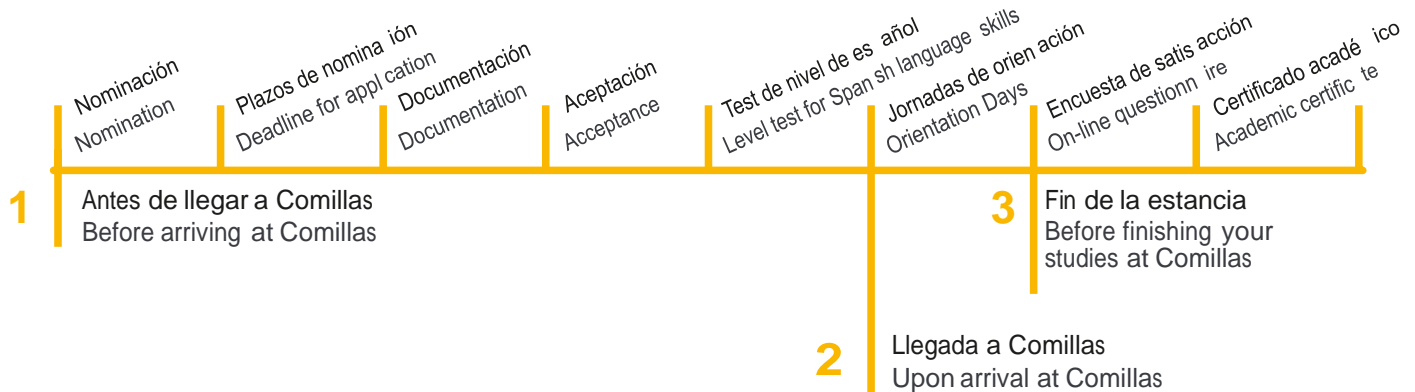 Nominación
Nomination
Plazos de nomina ión
Deadline for appl cation
Documentación
Documentation
Aceptación
Acceptance
Test de nivel de es añol
Level test for Span sh language skills
Jornadas de orien ación
Orientation Days
Encuesta de satis acción
On-line questionn ire
Certificado acadé ico
Academic certific te
1
Antes de llegar a Comillas
Before arriving at Comillas
3
Fin de la estancia
Before finishing your
studies at Comillas
2
Llegada a Comillas
Upon arrival at Comillas